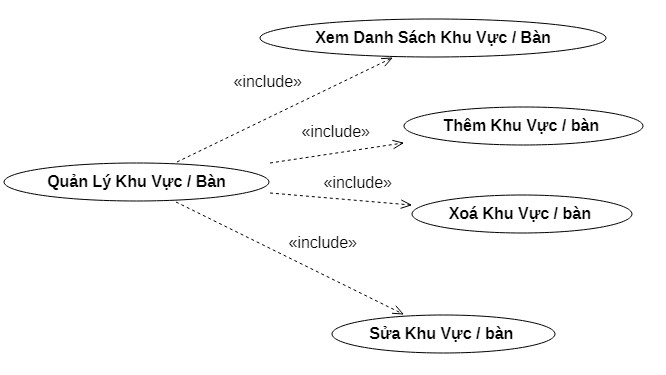 Xem Danh Sách Khu Vực / Bàn
«include»
Thêm Khu Vực / bàn
«include»
Quản Lý Khu Vực / Bàn
«include»
Xoá Khu Vực / bàn
«include»
Sửa Khu Vực / bàn